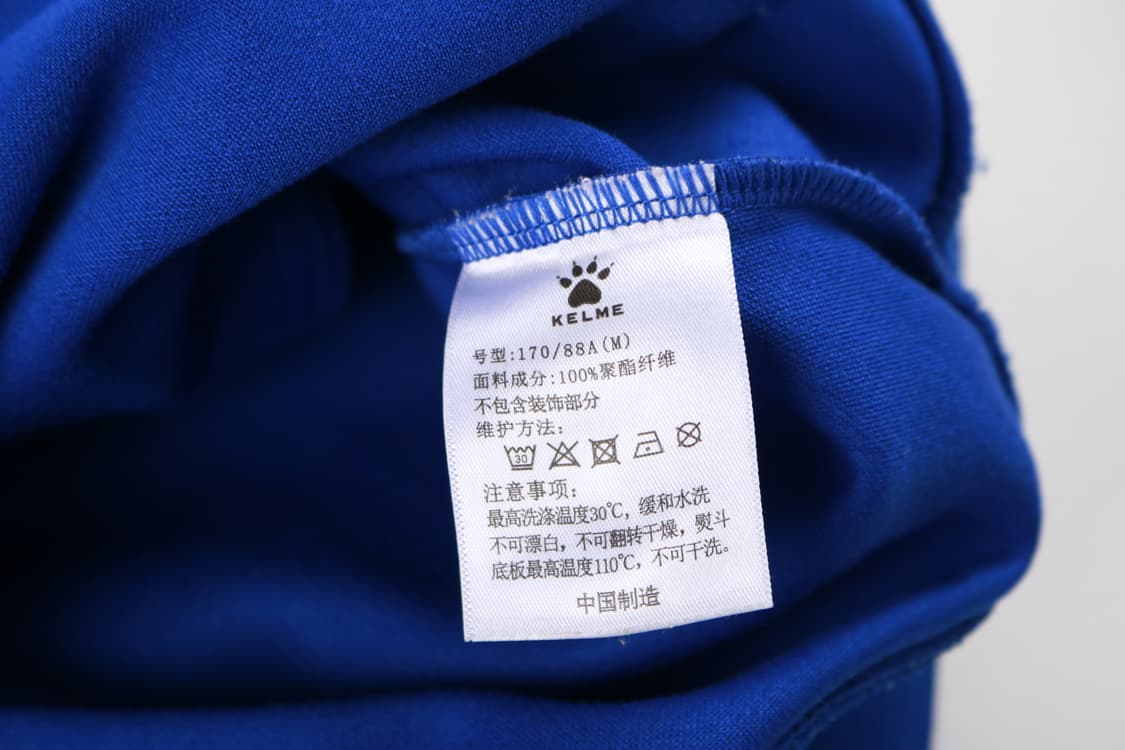 KELME
号型:170/88A(M)
面料成分:100%聚酯纤维
不包含装饰部分
维护方法:
30
注意事项:
最高洗涤温度30℃，缓和水洗
不可漂白，不可翻转干燥，熨斗
底板最高温度110℃，不可干洗。
中国制造